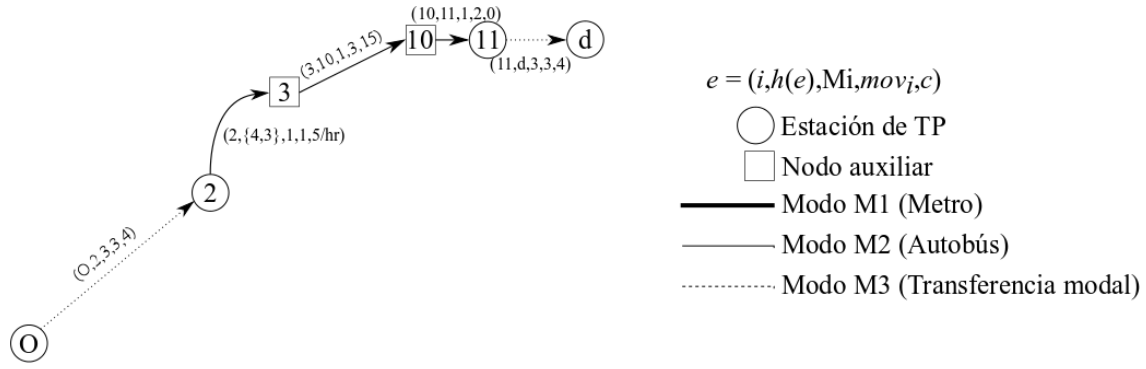 (10,11,1,2,0)
10
11
d
(11,d,3,3,4)
(3,10,1,3,15)
3
(2,{4,3},1,1,5/hr)
2
(O,2,3,3,4)
O
e = (i,h(e),Mi,movi,c)
Estación de TP
Nodo auxiliar
Modo M1 (Metro)
Modo M2 (Autobús)
Modo M3 (Transferencia modal)